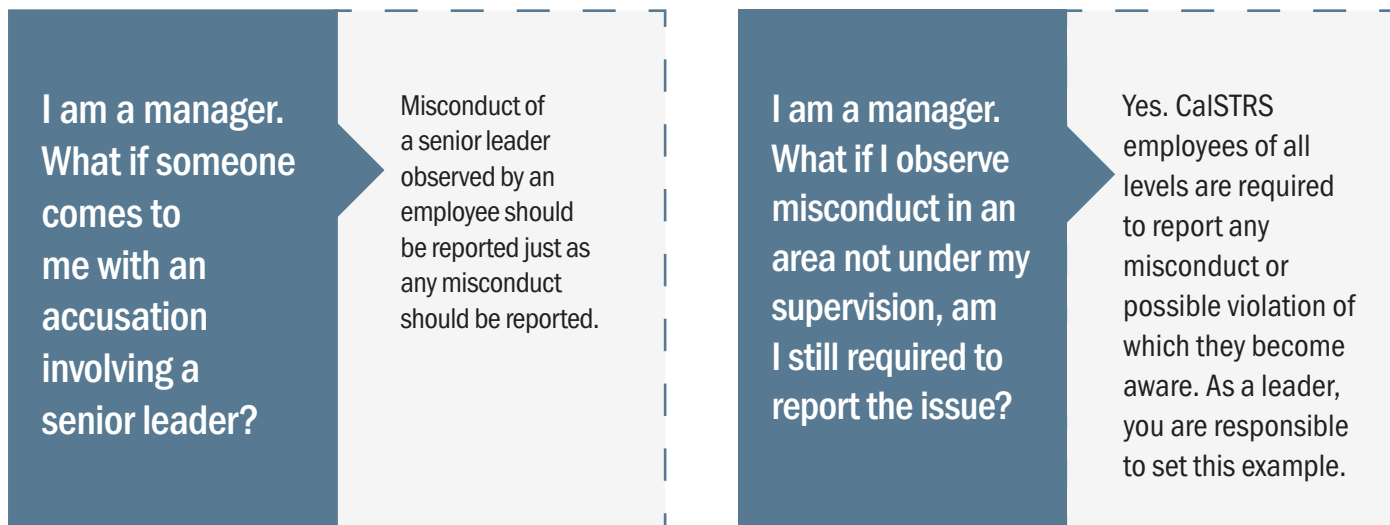 I am a manager.
What if someone
comes to
me with an
accusation
involving a
senior leader?
Misconduct of
a senior leader
observed by an
employee should
be reported just as
any misconduct
should be reported.
I am a manager.
What if I observe
misconduct in an
area not under my
supervision, am
I still required to
report the issue?
Yes. CalSTRS
employees of all
levels are required
to report any
misconduct or
possible violation of
which they become
aware. As a leader,
you are responsible
to set this example.